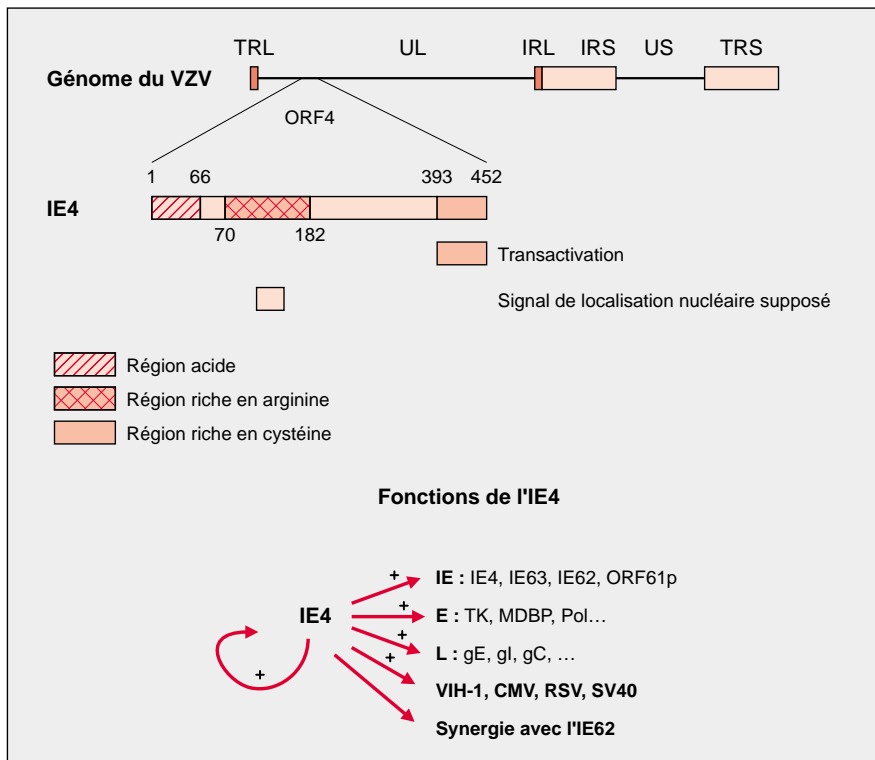 TRL UL IRL IRS US TRS
Génome du VZV
ORF4
1 66 393 452
IE4
70 182
Transactivation
Signal de localisation nucléaire supposé
Région acide
Région riche en arginine
Région riche en cystéine
Fonctions de l'IE4
+ IE : IE4, IE63, IE62, ORF61p
IE4 + E : TK, MDBP, Pol…
+ L : gE, gI, gC, …
+ VIH-1, CMV, RSV, SV40
+
Synergie avec l'IE62